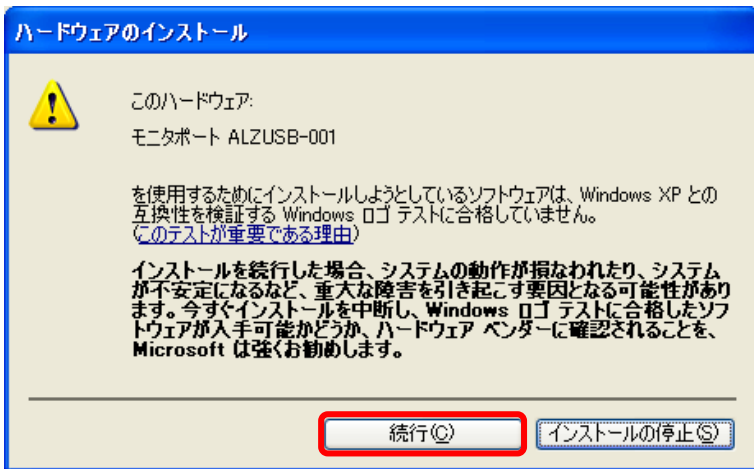 ハードウェアのインストール
このハードウェア:
モニタポート ALZUSB-001
を使用するためにインストールしようとしているソフトウェアは、Windows XP との
互換性を検証する Windows ロゴ テストに合格していません。
(このテストが重要である理由)
インストールを続行した場合、システムの動作が損なわれたり、システム
が不安定になるなど、重大な障害を引き起こす要因となる可能性があり
ます。今すぐインストールを中断し、Windows ロゴ テストに合格したソフ
トウェアが入手可能かどうか、ハードウェア ベンダーに確認されることを、
Microsoft は強くお勧めします。
続行(C)
インストールの停止(S)